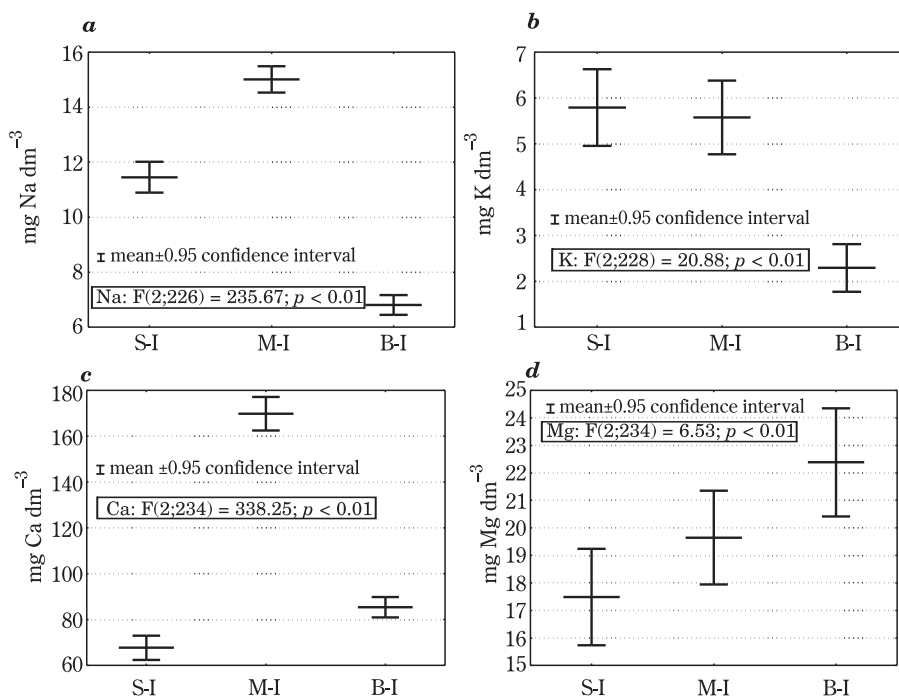 a
mg Na dm⁻³
16
14
12
10
8
6
mean±0.95 confidence interval
Na: F(2;226) = 235.67; p < 0.01
S-I M-I B-I
b
mg K dm⁻³
7
6
5
4
3
2
1
mean±0.95 confidence interval
K: F(2;228) = 20.88; p < 0.01
S-I M-I B-I
c
mg Ca dm⁻³
180
160
140
120
100
80
60
mean ±0.95 confidence interval
Ca: F(2;234) = 338.25; p < 0.01
S-I M-I B-I
d
mg Mg dm⁻³
25
24
23
22
21
20
19
18
17
16
15
mean±0.95 confidence interval
Mg: F(2;234) = 6.53; p < 0.01
S-I M-I B-I